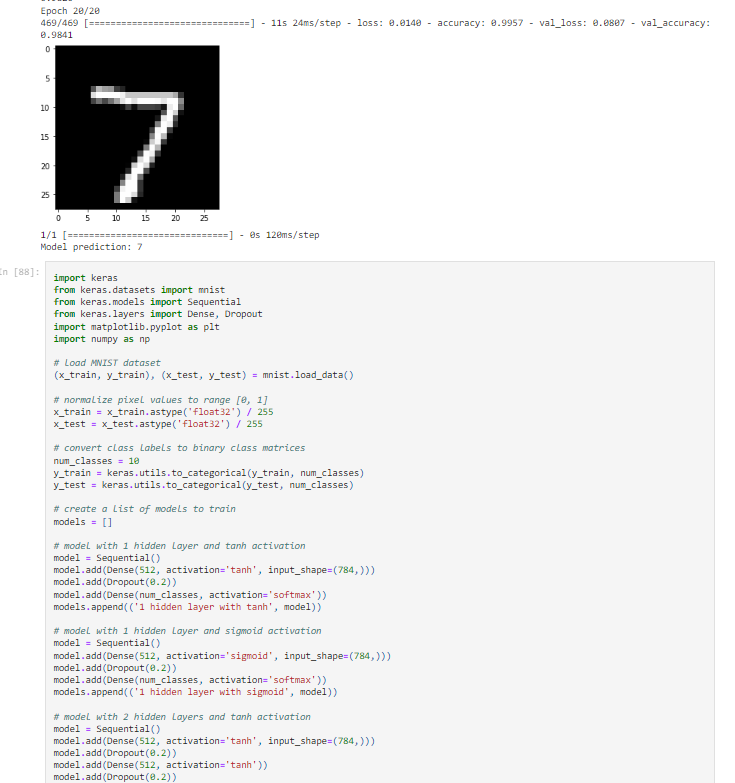 Epoch 20/20
469/469 [==============================] - 11s 24ms/step - loss: 0.0140 - accuracy: 0.9957 - val_loss: 0.0807 - val_accuracy:
0.9841
0
5
10
15
20
25
0 5 10 15 20 25
1/1 [==============================] - 0s 120ms/step
Model prediction: 7
In [88]:
import keras
from keras.datasets import mnist
from keras.models import Sequential
from keras.layers import Dense, Dropout
import matplotlib.pyplot as plt
import numpy as np
# load MNIST dataset
(x_train, y_train), (x_test, y_test) = mnist.load_data()
# normalize pixel values to range [0, 1]
x_train = x_train.astype('float32') / 255
x_test = x_test.astype('float32') / 255
# convert class labels to binary class matrices
num_classes = 10
y_train = keras.utils.to_categorical(y_train, num_classes)
y_test = keras.utils.to_categorical(y_test, num_classes)
# create a list of models to train
models = []
# model with 1 hidden layer and tanh activation
model = Sequential()
model.add(Dense(512, activation='tanh', input_shape=(784,)))
model.add(Dropout(0.2))
model.add(Dense(num_classes, activation='softmax'))
models.append(('1 hidden layer with tanh', model))
# model with 1 hidden layer and sigmoid activation
model = Sequential()
model.add(Dense(512, activation='sigmoid', input_shape=(784,)))
model.add(Dropout(0.2))
model.add(Dense(num_classes, activation='softmax'))
models.append(('1 hidden layer with sigmoid', model))
# model with 2 hidden layers and tanh activation
model = Sequential()
model.add(Dense(512, activation='tanh', input_shape=(784,)))
model.add(Dropout(0.2))
model.add(Dense(512, activation='tanh'))
model.add(Dropout(0.2))